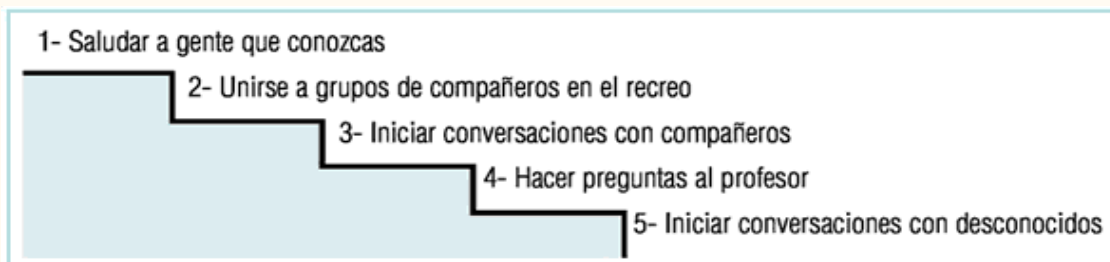 1- Saludar a gente que conozcas
2- Unirse a grupos de compañeros en el recreo
3- Iniciar conversaciones con compañeros
4- Hacer preguntas al profesor
5- Iniciar conversaciones con desconocidos